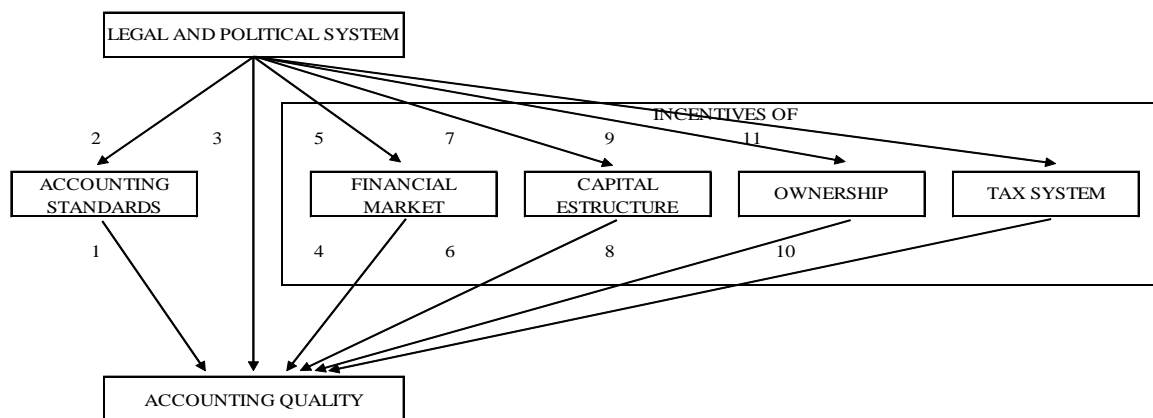 LEGAL AND POLITICAL SYSTEM
INCENTIVES OF
2 3 5 7 9 11
ACCOUNTING
STANDARDS
FINANCIAL
MARKET
CAPITAL
ESTRUCTURE
OWNERSHIP
TAX SYSTEM
1 4 6 8 10
ACCOUNTING QUALITY